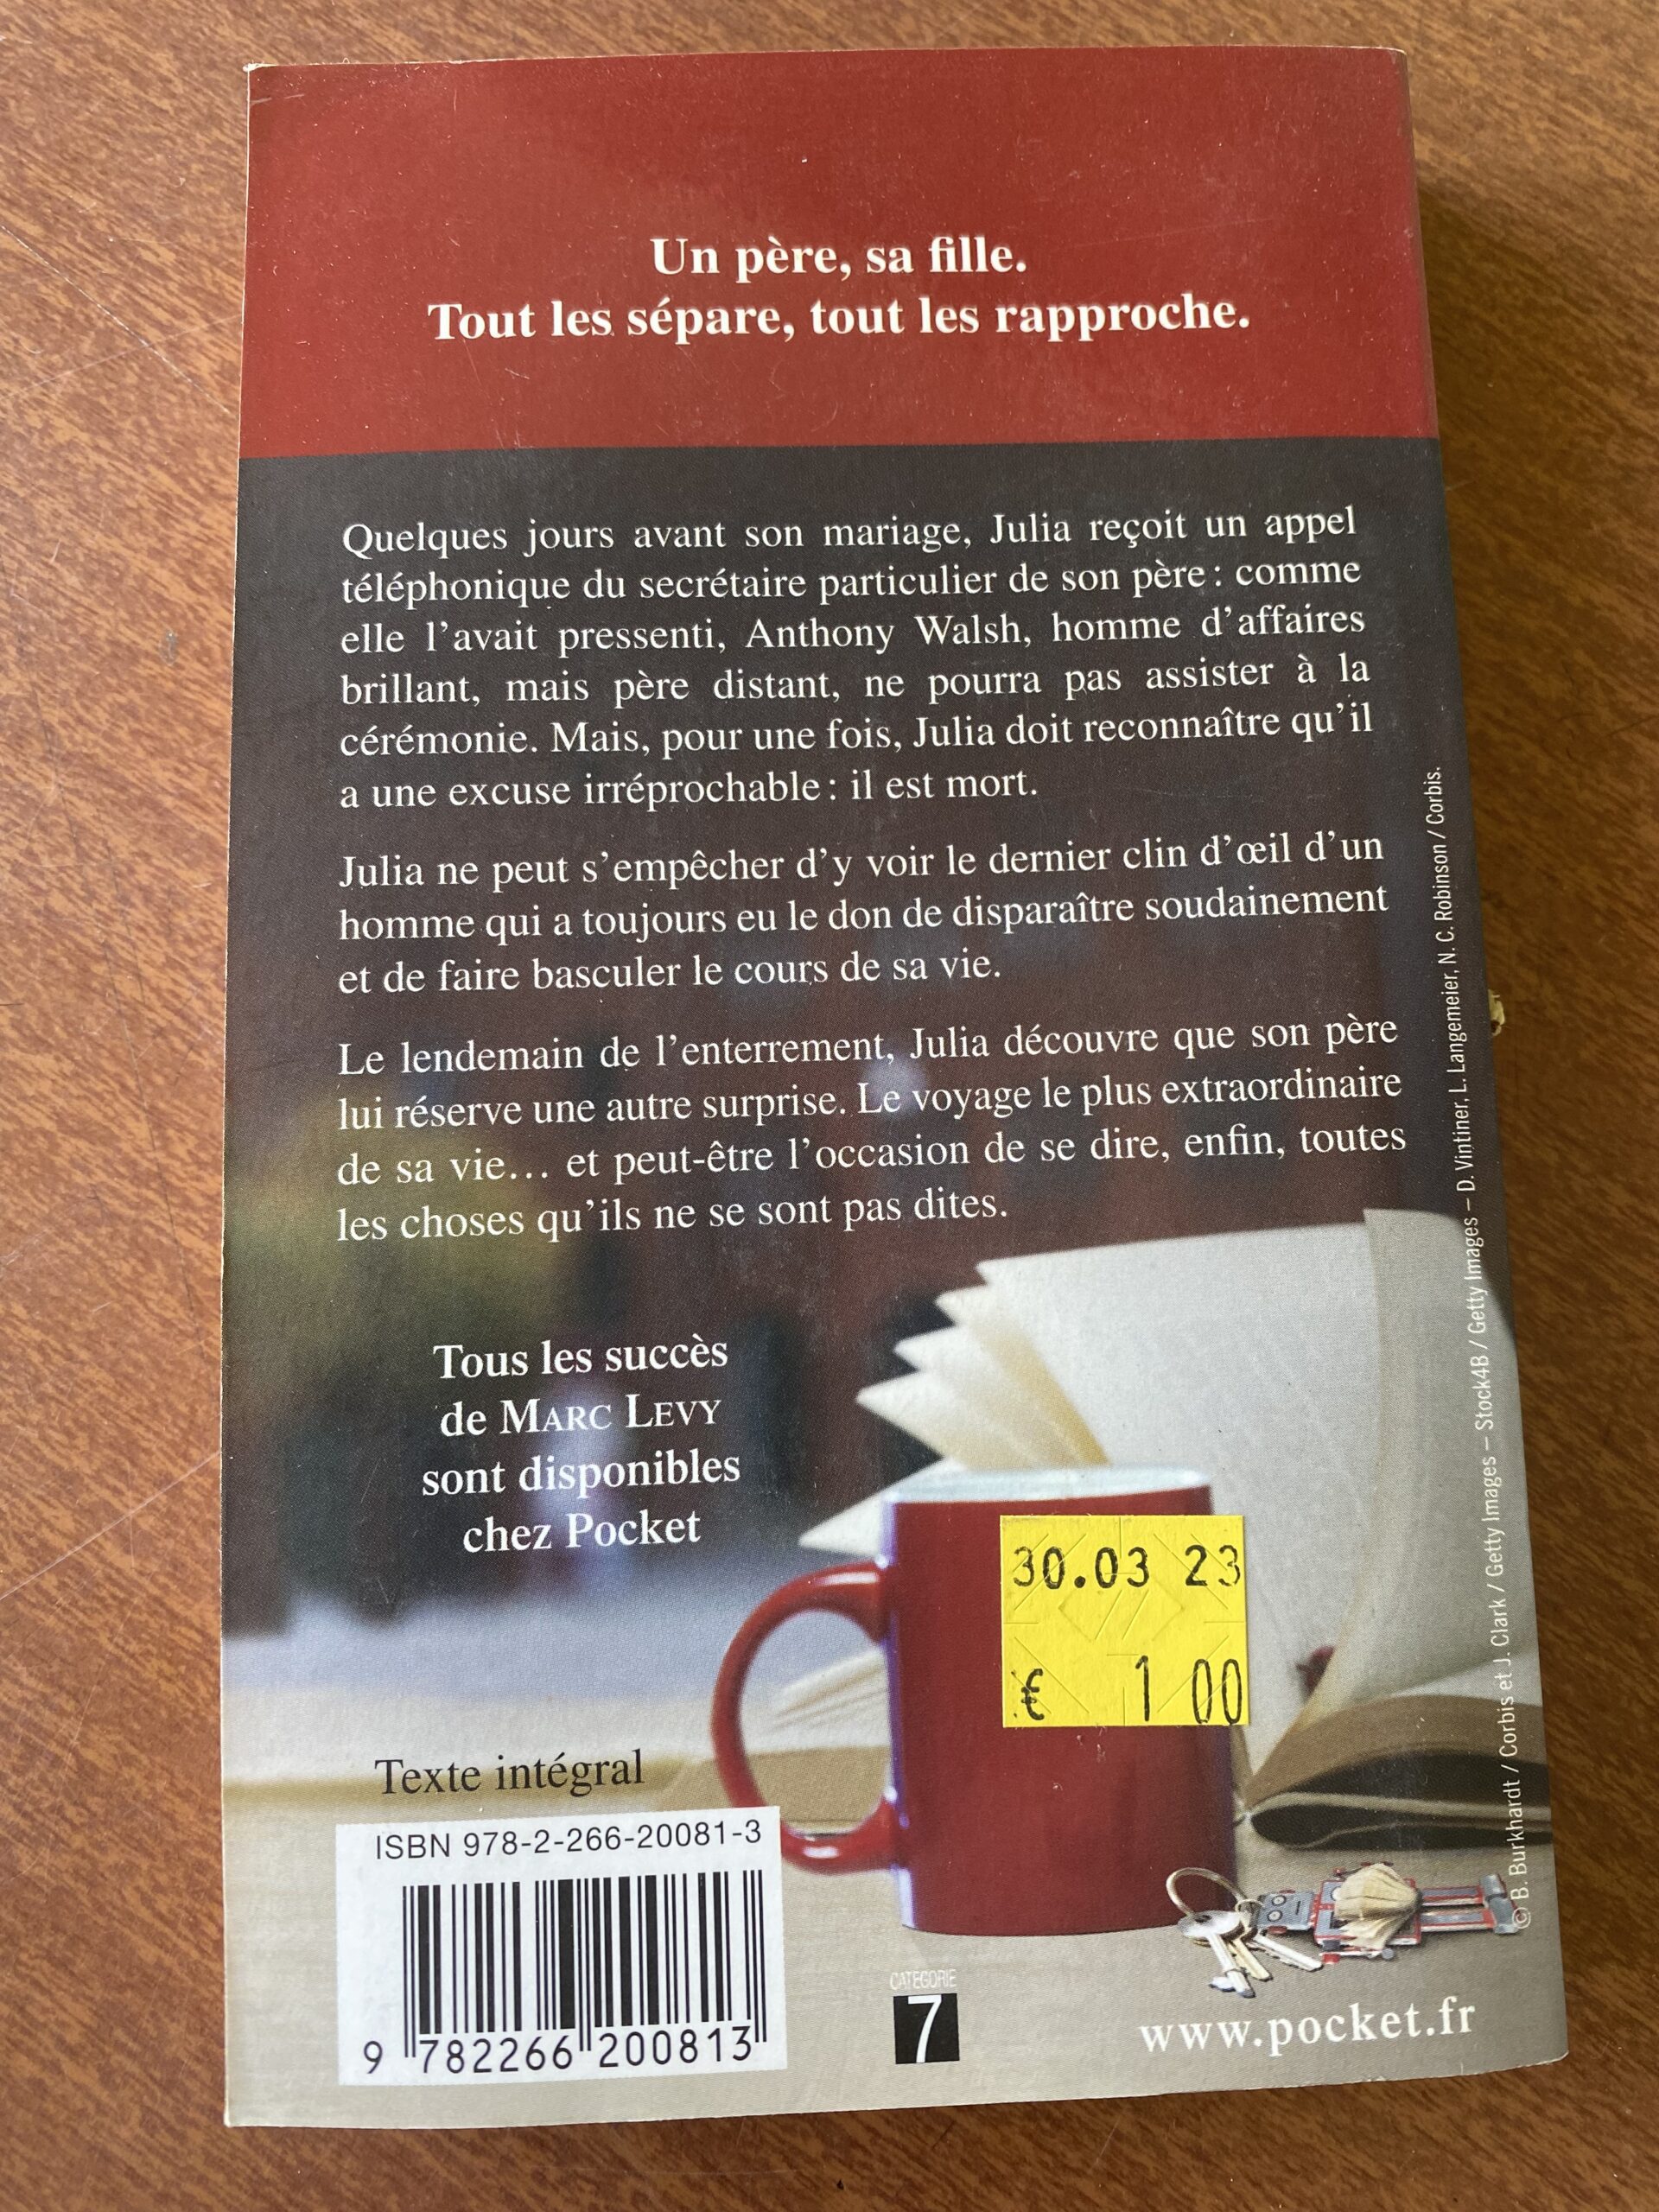 Un père, sa fille.
Tout les sépare, tout les rapproche.
Quelques jours avant son mariage, Julia reçoit un appel
téléphonique du secrétaire particulier de son père : comme
elle l'avait pressenti, Anthony Walsh, homme d'affaires
brillant, mais père distant, ne pourra pas assister à la
cérémonie. Mais, pour une fois, Julia doit reconnaître qu'il
a une excuse irréprochable : il est mort.
Julia ne peut s'empêcher d'y voir le dernier clin d'œil d'un
homme qui a toujours eu le don de disparaître soudainement
et de faire basculer le cours de sa vie.
Le lendemain de l'enterrement, Julia découvre que son père
lui réserve une autre surprise. Le voyage le plus extraordinaire
de sa vie... et peut-être l'occasion de se dire, enfin, toutes
les choses qu'ils ne se sont pas dites.
Tous les succès
de MARC LEVY
sont disponibles
chez Pocket
30.03 23
€ 1 00
Texte intégral
ISBN 978-2-266-20081-3
9 782266 200813
CATEGORIE
7
www.pocket.fr
© B. Burkhardt / Corbis et J. Clark / Getty Images – Stock4B / Getty Images – D. Vintiner, L. Langemeier, N. C. Robinson / Corbis.